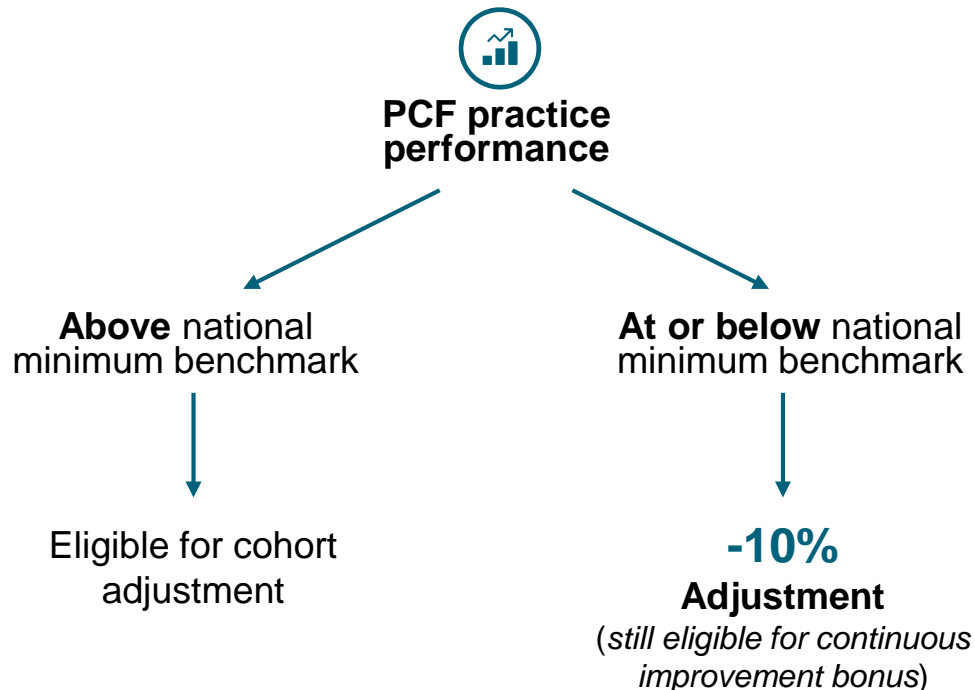 PCF practice
performance
Above national
minimum benchmark
At or below national
minimum benchmark
Eligible for cohort
adjustment
-10%
Adjustment
(still eligible for continuous
improvement bonus)